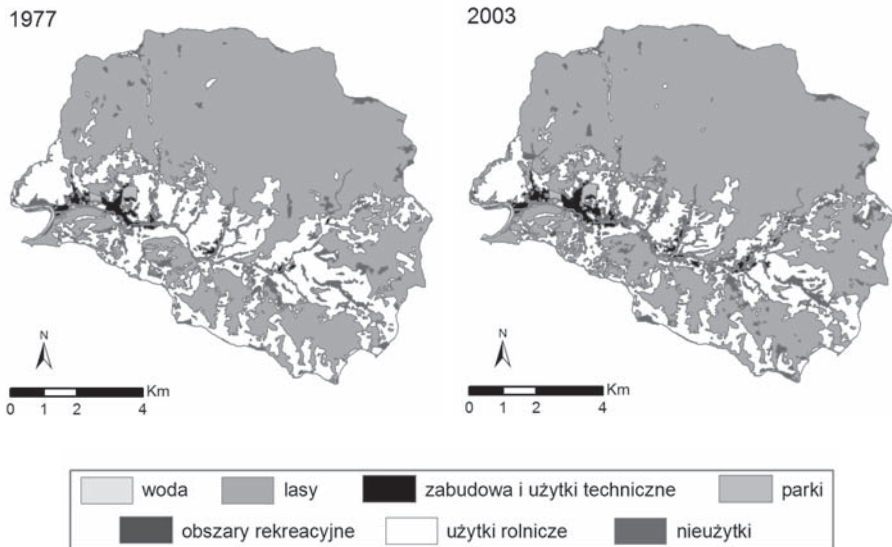 1977
2003
N
N
Km
0 1 2 4
Km
0 1 2 4
woda
lasy
zabudowa i użytki techniczne
parki
obszary rekreacyjne
użytki rolnicze
nieużytki